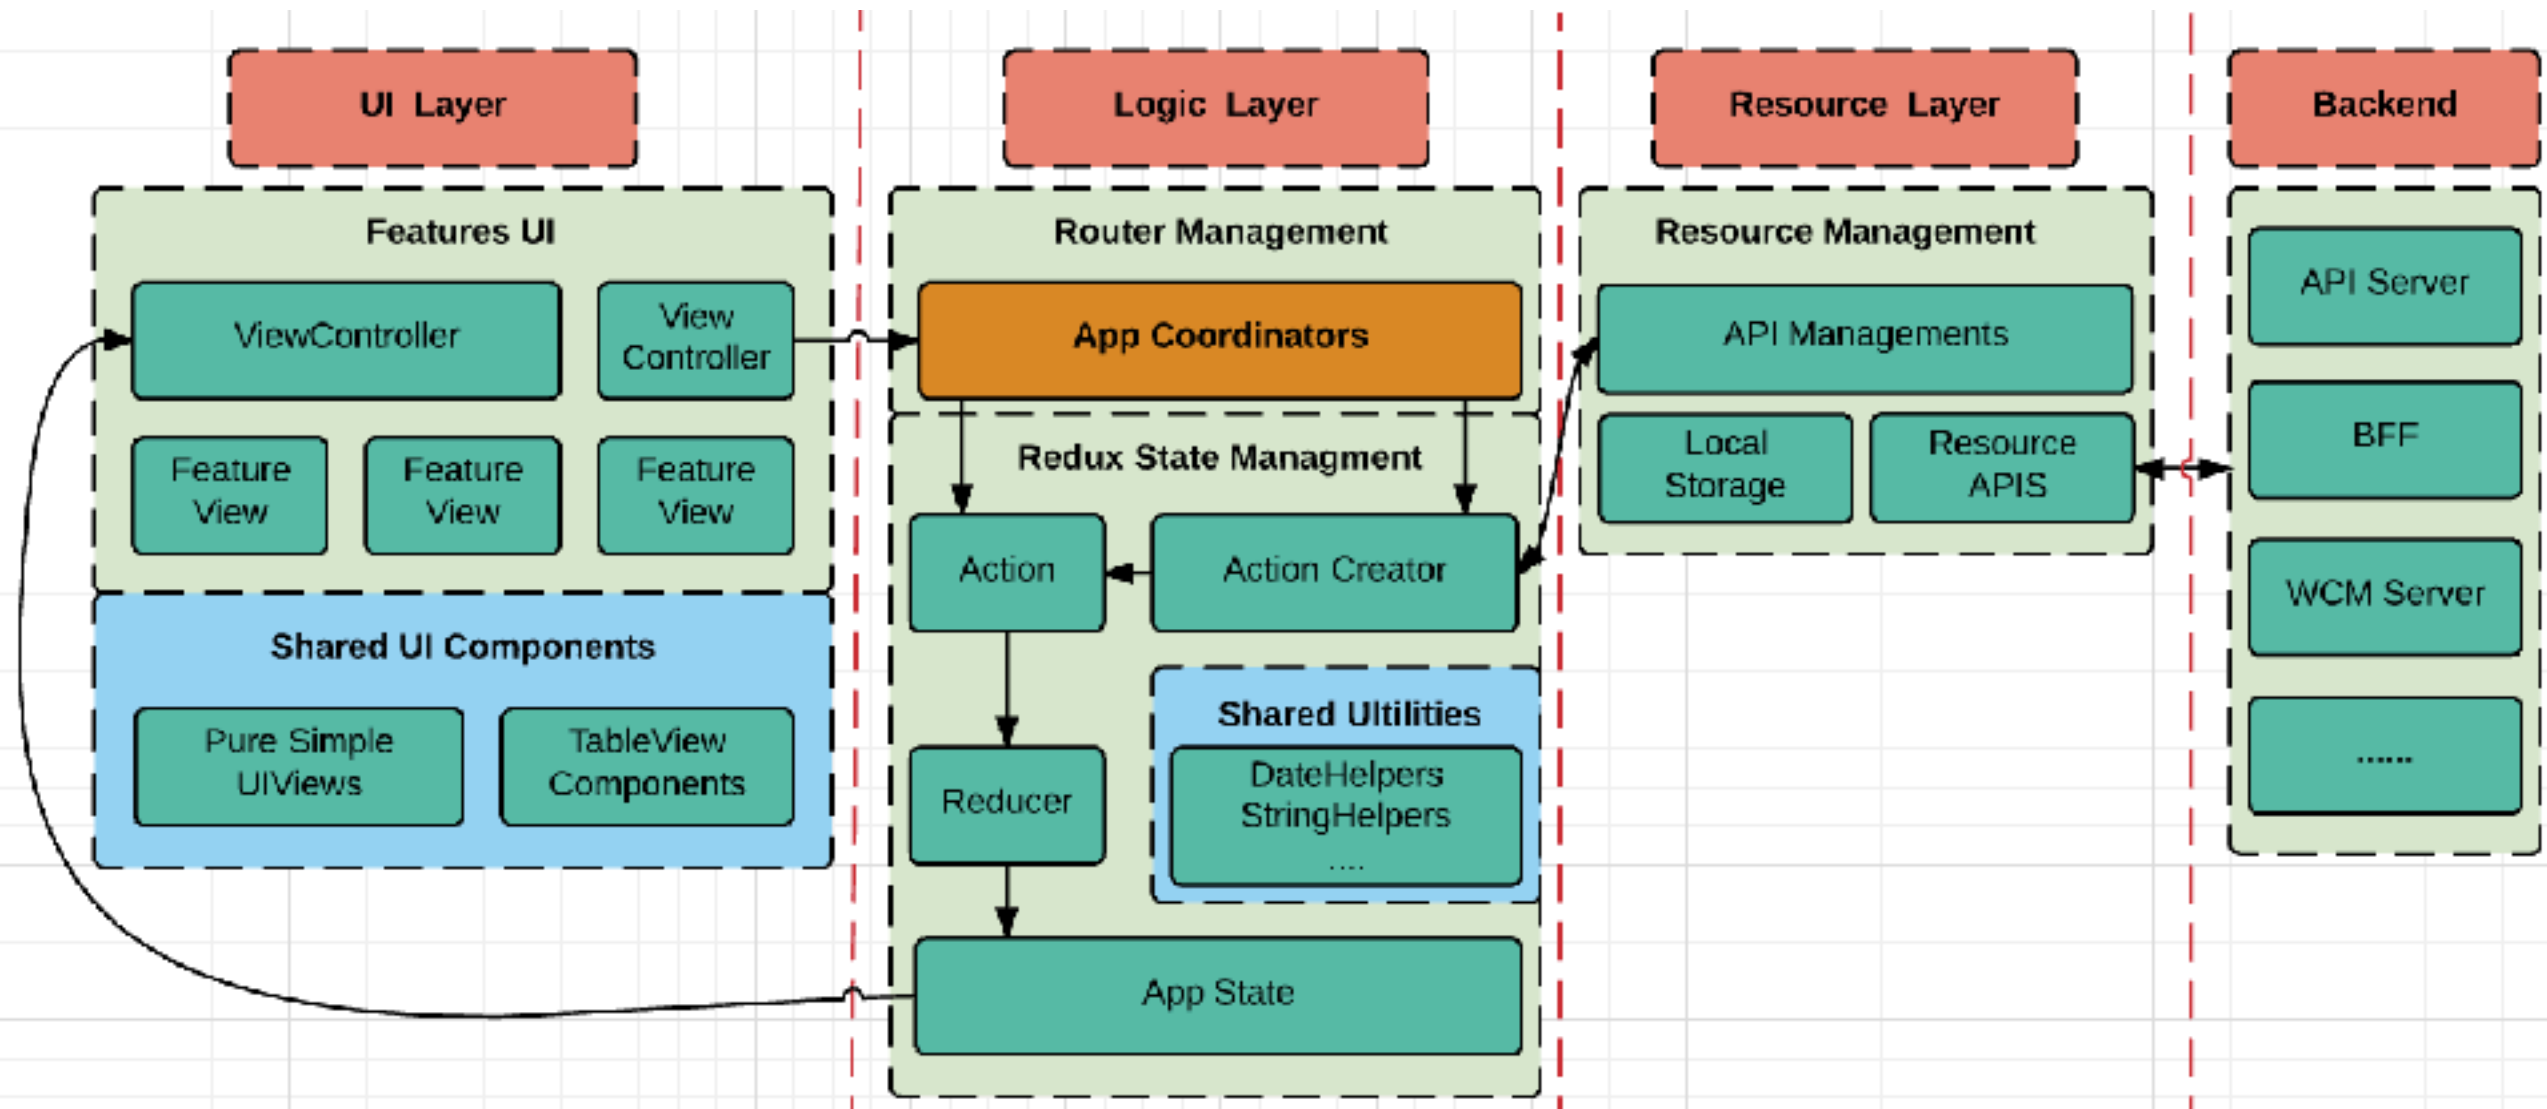 UI Layer
Logic Layer
Resource Layer
Backend
Features UI
ViewController
View
Controller
Feature
View
Feature
View
Feature
View
Shared UI Components
Pure Simple
UIViews
TableView
Components
Router Management
App Coordinators
Redux State Managment
Action
Action Creator
Shared UItilities
DateHelpers
StringHelpers
....
Reducer
App State
Resource Management
API Managements
Local
Storage
Resource
APIS
API Server
BFF
WCM Server
......